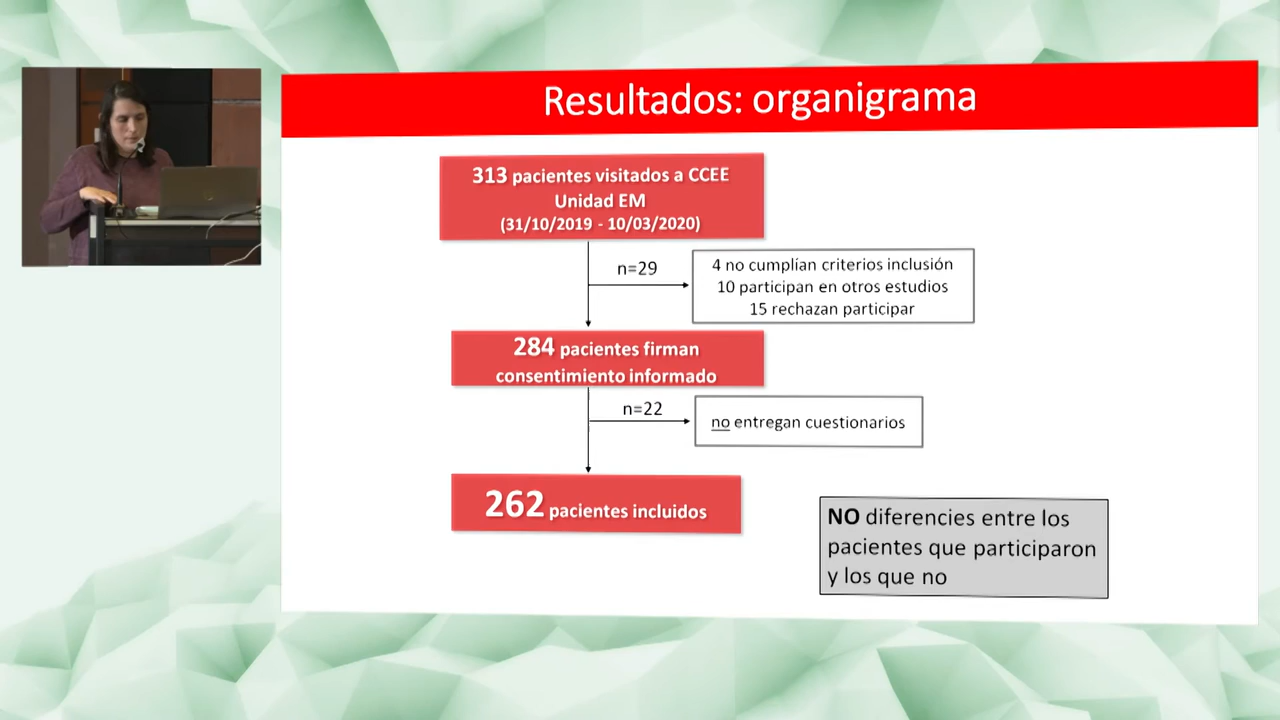 Resultados: organigrama
313 pacientes visitados a CCEE
Unidad EM
(31/10/2019 - 10/03/2020)
n=29
4 no cumplían criterios inclusión
10 participan en otros estudios
15 rechazan participar
284 pacientes firman
consentimiento informado
n=22
no entregan cuestionarios
262 pacientes incluidos
NO diferencies entre los
pacientes que participaron
y los que no